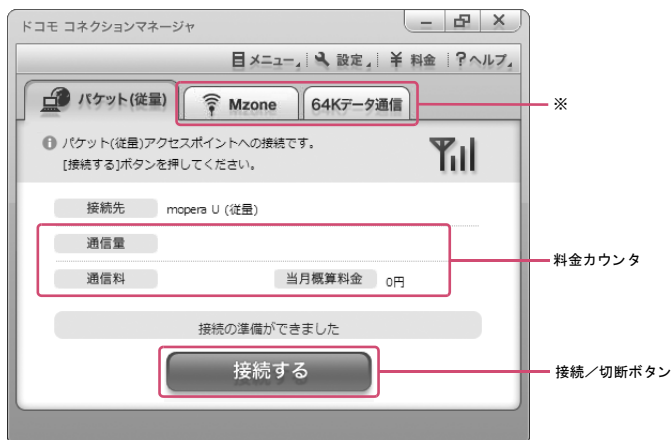 ドコモ コネクションマネージャ
メニュー 設定 ¥ 料金 ? ヘルプ
パケット(従量) Mzone 64Kデータ通信
※
パケット(従量)アクセスポイントへの接続です。
[接続する]ボタンを押してください。
接続先 mopera U (従量)
通信量
料金カウンタ
通信料 当月概算料金 0円
接続の準備ができました
接続する
接続/切断ボタン